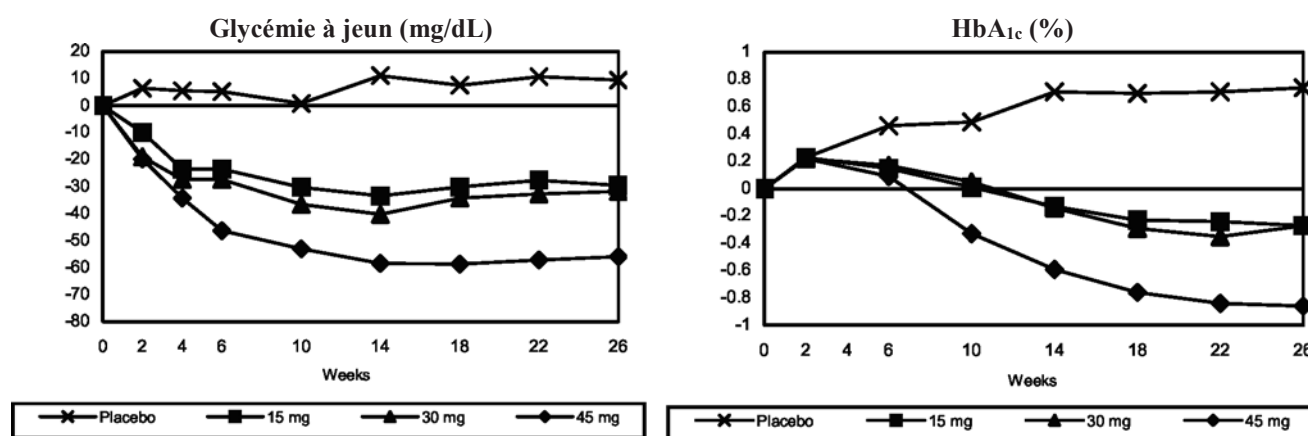 Glycémie à jeun (mg/dL)
20
10
0
-10
-20
-30
-40
-50
-60
-70
-80
0 2 4 6 10 14 18 22 26
Weeks
Placebo 15 mg 30 mg 45 mg
HbA1c (%)
1
0.8
0.6
0.4
0.2
0
-0.2
-0.4
-0.6
-0.8
-1
0 2 4 6 10 14 18 22 26
Weeks
Placebo 15 mg 30 mg 45 mg